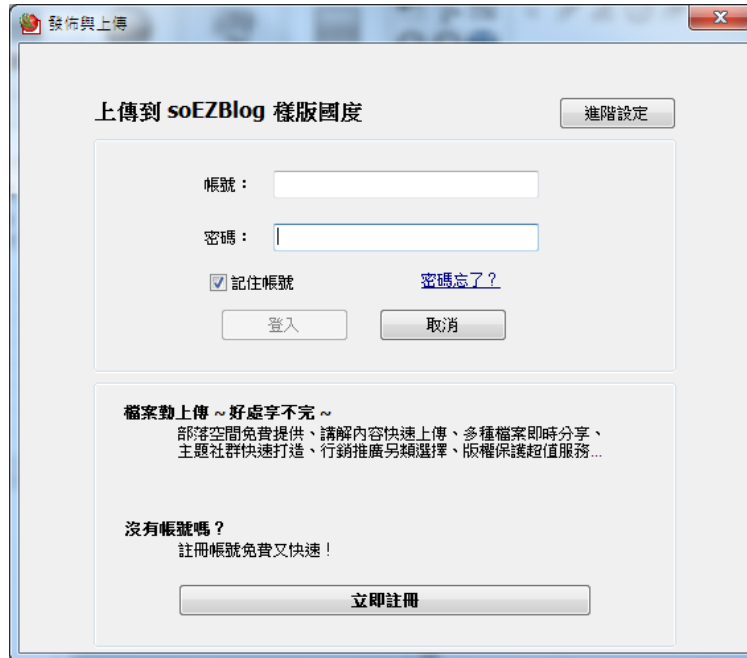 發佈與上傳
上傳到 soEZBlog 樣版國度
進階設定
帳號：
密碼：
記住帳號
密碼忘了？
登入
取消
檔案勤上傳 ~ 好處享不完 ~
部落空間免費提供、講解內容快速上傳、多種檔案即時分享、
主題社群快速打造、行銷推廣另類選擇、版權保護超值服務...
沒有帳號嗎？
註冊帳號免費又快速！
立即註冊